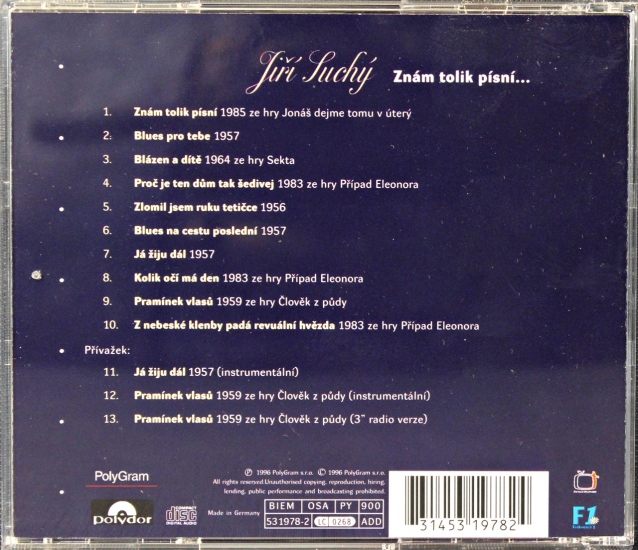 Jiří Suchý Znám tolik písní...
1. Znám tolik písní 1985 ze hry Jonáš dejme tomu v úterý
2. Blues pro tebe 1957
3. Blázen a dítě 1964 ze hry Sekta
4. Proč je ten dům tak šedivej 1983 ze hry Případ Eleonora
5. Zlomil jsem ruku tetičce 1956
6. Blues na cestu poslední 1957
7. Já žiju dál 1957
8. Kolik očí má den 1983 ze hry Případ Eleonora
9. Pramínek vlasů 1959 ze hry Člověk z půdy
10. Z nebeské klenby padá revuální hvězda 1983 ze hry Případ Eleonora
Přívažek:
11. Já žiju dál 1957 (instrumentální)
12. Pramínek vlasů 1959 ze hry Člověk z půdy (instrumentální)
13. Pramínek vlasů 1959 ze hry Člověk z půdy (3" radio verze)
PolyGram
polydor
COMPACT disc DIGITAL AUDIO
℗ 1996 PolyGram s.r.o. © 1996 PolyGram s.r.o.
All rights reserved.Unauthorised copying, reproduction, hiring,
lending, public performance and broadcasting prohibited.
Made in Germany
BIEM OSA PY 900
531978-2 LC 0268 ADD
31453 19782
F1